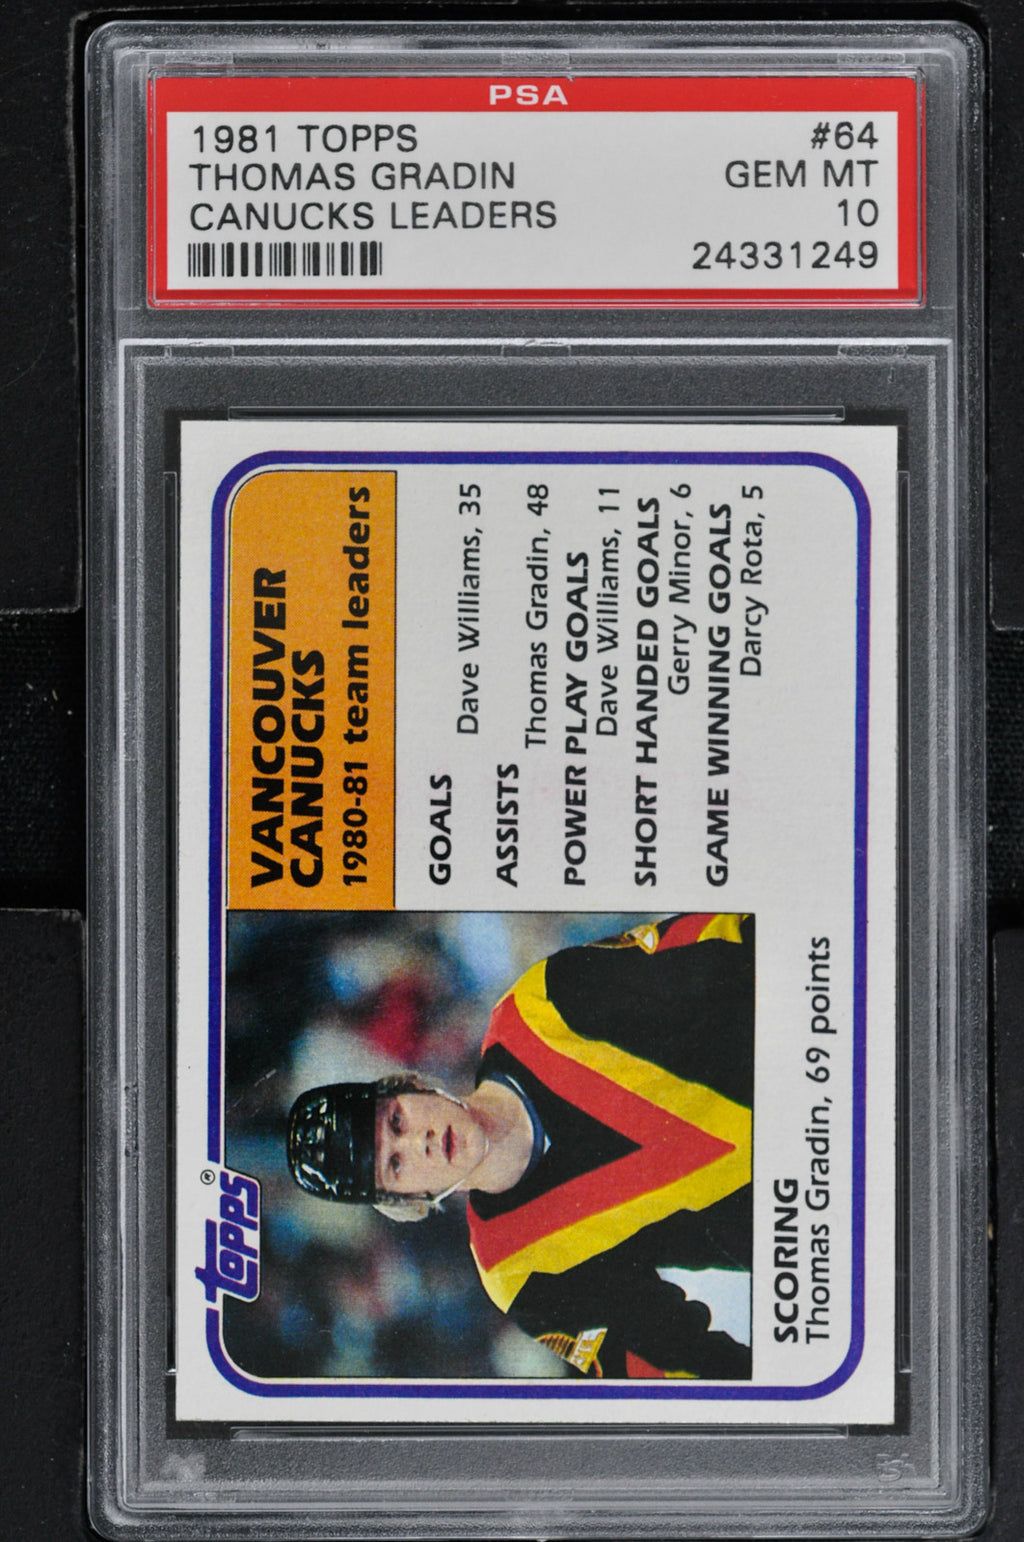 PSA
1981 TOPPS #64
THOMAS GRADIN GEM MT
CANUCKS LEADERS 10
24331249
VANCOUVER
CANUCKS
1980-81 team leaders
GOALS
Dave Williams, 35
ASSISTS
Thomas Gradin, 48
POWER PLAY GOALS
Dave Williams, 11
SHORT HANDED GOALS
Gerry Minor, 6
GAME WINNING GOALS
Darcy Rota, 5
topps®
SCORING
Thomas Gradin, 69 points